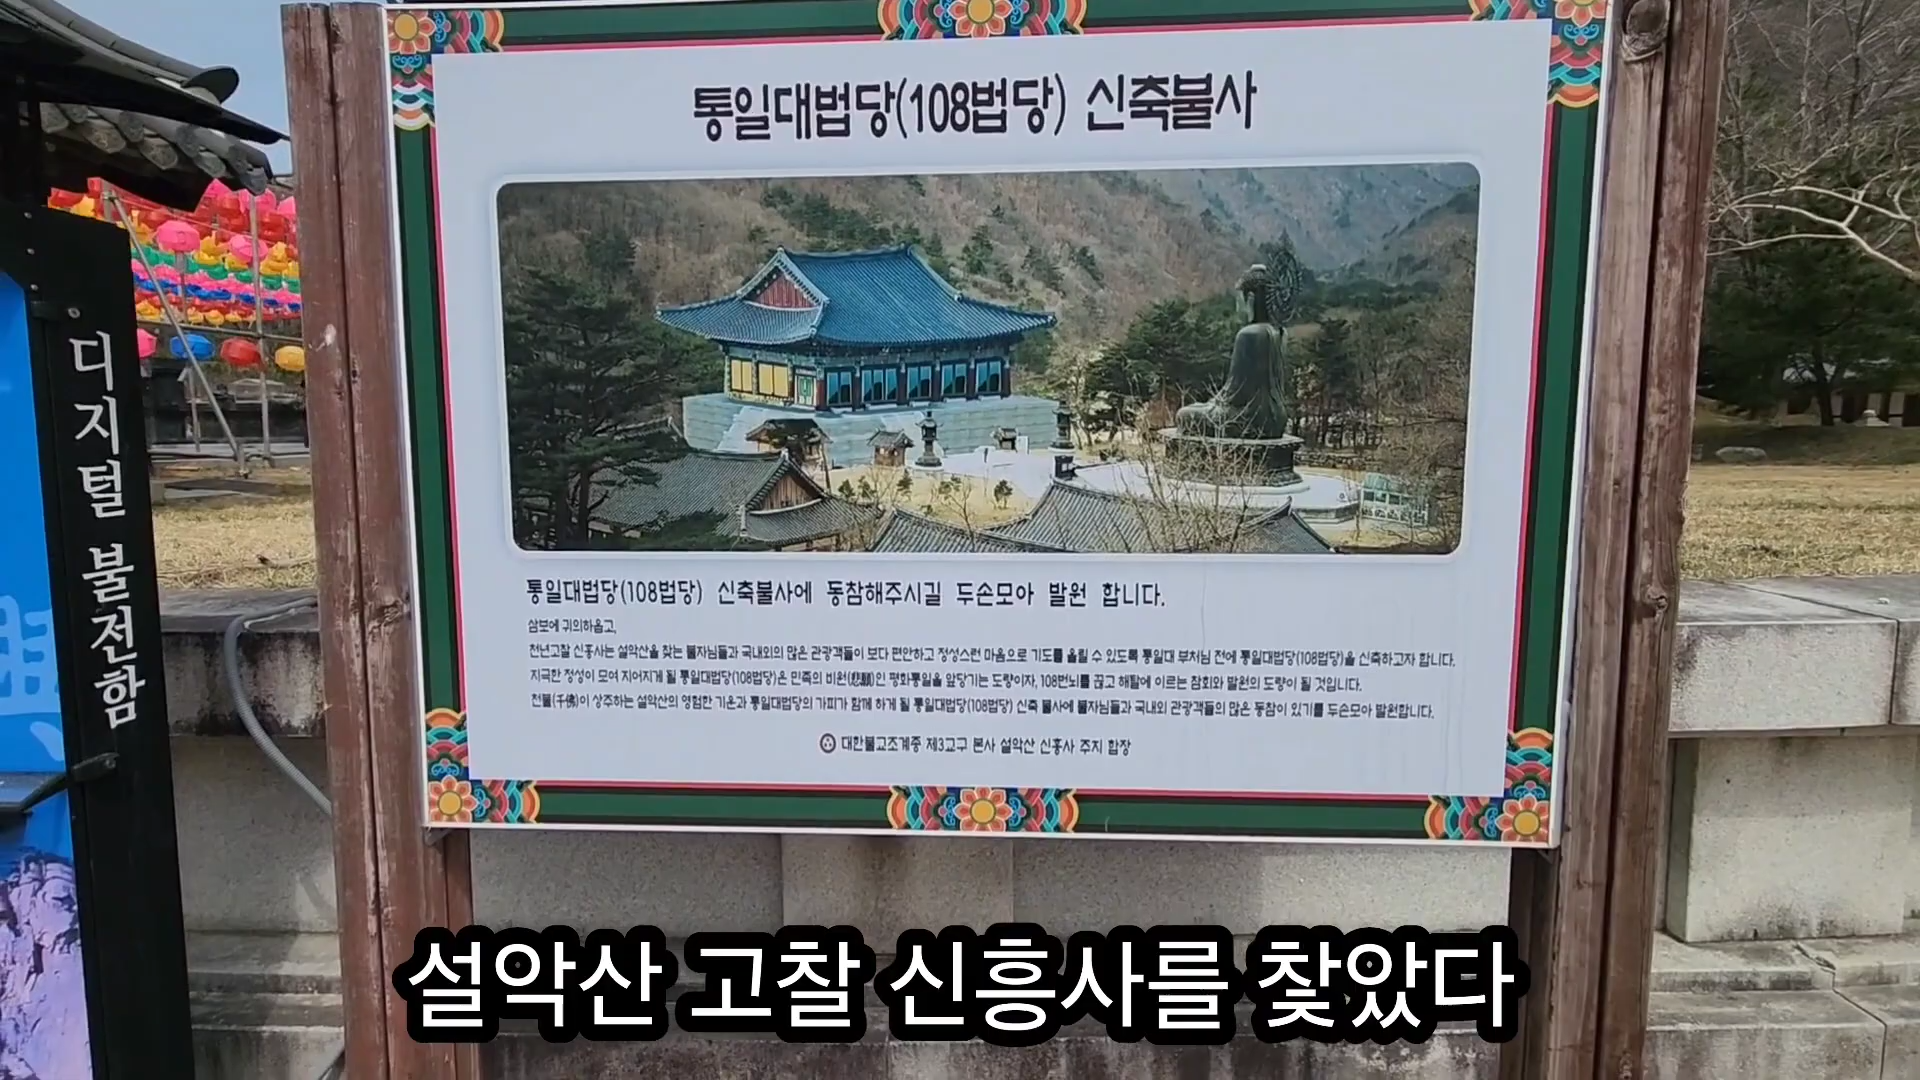 통일대법당(108법당) 신축불사
통일대법당(108법당) 신축불사에 동참해주시길 두손모아 발원 합니다.
삼보에 귀의하옵고,
천년고찰 신흥사는 설악산을 찾는 불자님들과 국내외의 많은 관광객들이 보다 편안하고 정성스런 마음으로 기도를 올릴 수 있도록 통일대 부처님 전에 통일대법당(108법당)을 신축하고자 합니다.
지극한 정성이 모여 지어지게 될 통일대법당(108법당)은 민족의 비원(悲願)인 평화통일을 앞당기는 도량이자, 108번뇌를 끊고 해탈에 이르는 참회와 발원의 도량이 될 것입니다.
천불(千佛)이 상주하는 설악산의 영험한 기운과 통일대법당의 가피가 함께 하게 될 통일대법당(108법당) 신축 불사에 불자님들과 국내외 관광객들의 많은 동참이 있기를 두손모아 발원합니다.
대한불교조계종 제3교구 본사 설악산 신흥사 주지 합장
디지털 불전함
설악산 고찰 신흥사를 찾았다